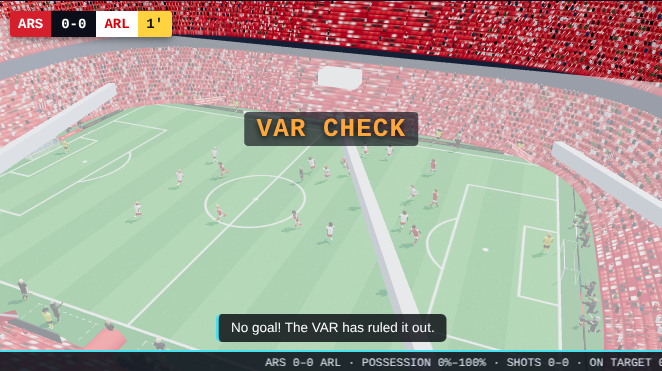 ARS 0-0 ARL 1'
VAR CHECK
No goal! The VAR has ruled it out.
ARS 0–0 ARL · POSSESSION 0%–100% · SHOTS 0–0 · ON TARGET